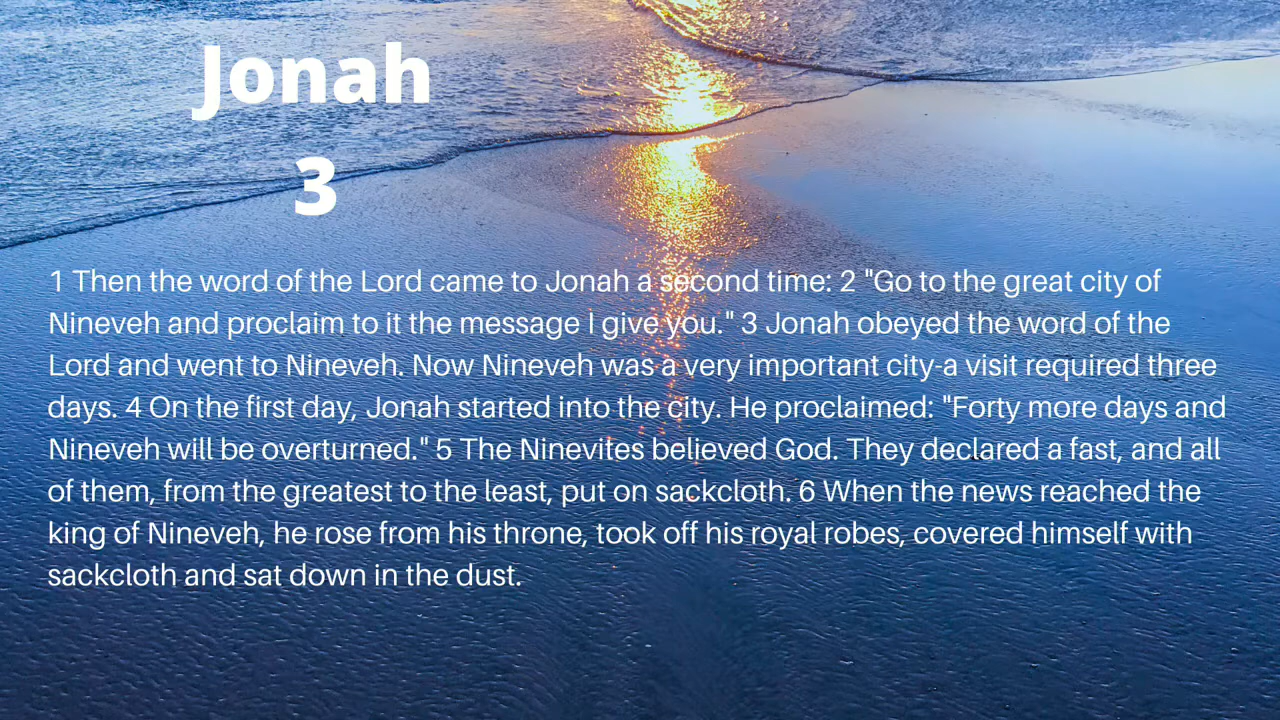 Jonah
3
1 Then the word of the Lord came to Jonah a second time: 2 "Go to the great city of
Nineveh and proclaim to it the message I give you." 3 Jonah obeyed the word of the
Lord and went to Nineveh. Now Nineveh was a very important city-a visit required three
days. 4 On the first day, Jonah started into the city. He proclaimed: "Forty more days and
Nineveh will be overturned." 5 The Ninevites believed God. They declared a fast, and all
of them, from the greatest to the least, put on sackcloth. 6 When the news reached the
king of Nineveh, he rose from his throne, took off his royal robes, covered himself with
sackcloth and sat down in the dust.